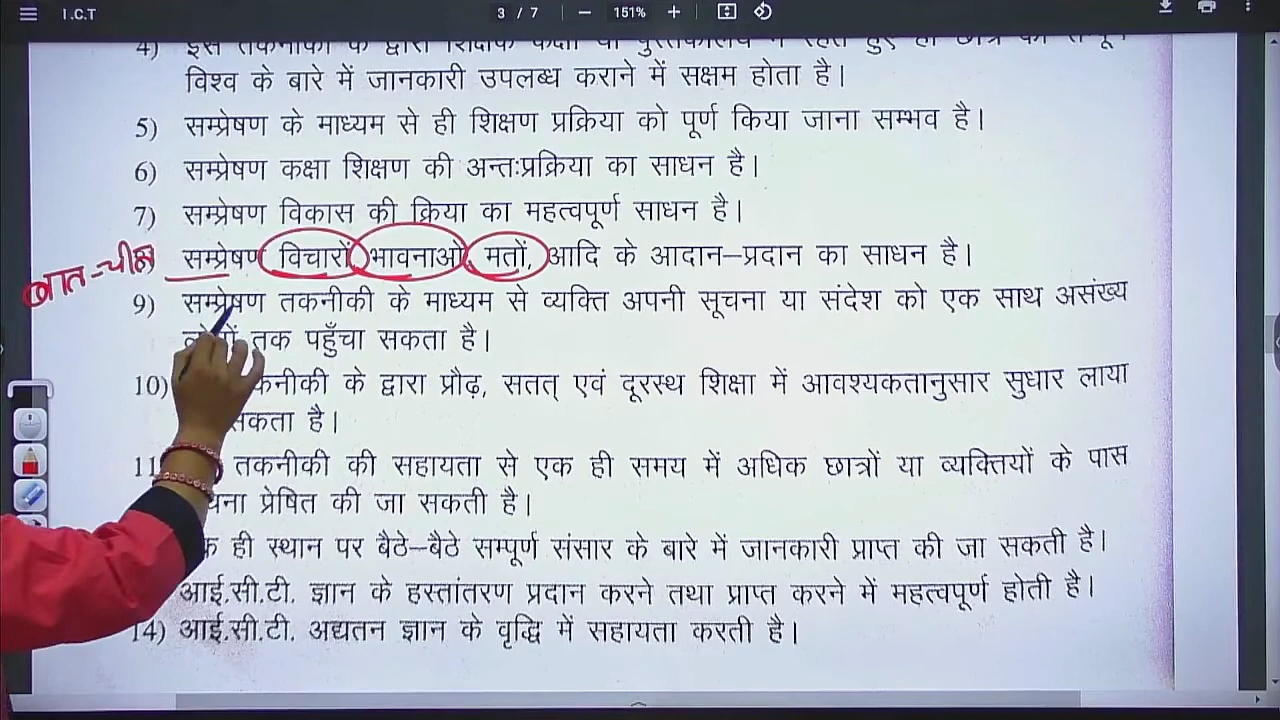 I.C.T
3 / 7
151%
4) इस तकनीकी के द्वारा शिक्षक कक्षा या पुस्तकालय में रहते हुए ही छात्र को सम्पूर्ण
विश्व के बारे में जानकारी उपलब्ध कराने में सक्षम होता है।
5) सम्प्रेषण के माध्यम से ही शिक्षण प्रक्रिया को पूर्ण किया जाना सम्भव है।
6) सम्प्रेषण कक्षा शिक्षण की अन्तःप्रक्रिया का साधन है।
7) सम्प्रेषण विकास की क्रिया का महत्वपूर्ण साधन है।
बात-चीत सम्प्रेषण विचारों भावनाओं, मतों, आदि के आदान–प्रदान का साधन है।
9) सम्प्रेषण तकनीकी के माध्यम से व्यक्ति अपनी सूचना या संदेश को एक साथ असंख्य
तक पहुँचा सकता है।
10) कनीकी के द्वारा प्रौढ़, सतत् एवं दूरस्थ शिक्षा में आवश्यकतानुसार सुधार लाया
सकता है।
11 तकनीकी की सहायता से एक ही समय में अधिक छात्रों या व्यक्तियों के पास
चना प्रेषित की जा सकती है।
क ही स्थान पर बैठे–बैठे सम्पूर्ण संसार के बारे में जानकारी प्राप्त की जा सकती है।
आई.सी.टी. ज्ञान के हस्तांतरण प्रदान करने तथा प्राप्त करने में महत्वपूर्ण होती है।
14) आई.सी.टी. अद्यतन ज्ञान के वृद्धि में सहायता करती है।